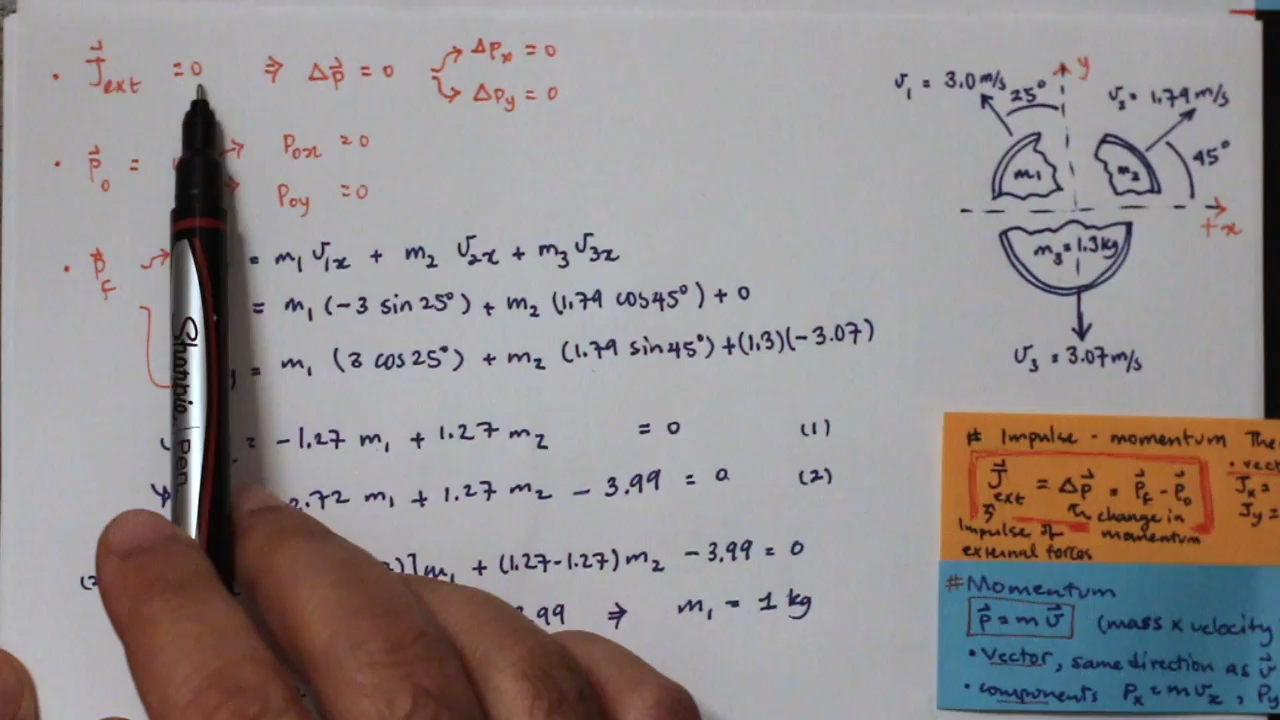 • J⃗ext = 0 ⇒ Δp⃗ = 0 → ΔPx = 0
→ ΔPy = 0
• p⃗0 = → P0x = 0
→ P0y = 0
• p⃗f → = m1 v1x + m2 v2x + m3 v3x
= m1 (-3 sin 25°) + m2 (1.79 cos 45°) + 0
= m1 (3 cos 25°) + m2 (1.79 sin 45°) + (1.3)(-3.07)
= -1.27 m1 + 1.27 m2 = 0 (1)
.72 m1 + 1.27 m2 - 3.99 = 0 (2)
)]m1 + (1.27-1.27) m2 - 3.99 = 0
.99 ⇒ m1 = 1 kg
y
v1 = 3.0 m/s
25°
v2 = 1.79 m/s
45°
m1
m2
+x
m3 = 1.3 kg
v3 = 3.07 m/s
# Impulse - momentum The
J⃗ext = Δp⃗ = p⃗f - p⃗0
• vect
Jx =
Jy =
Impulse of external forces
change in momentum
# Momentum
p⃗ = m v⃗ (mass x velocity
• Vector, same direction as v⃗
• components Px = m vx , Py
Sharpie | Pen